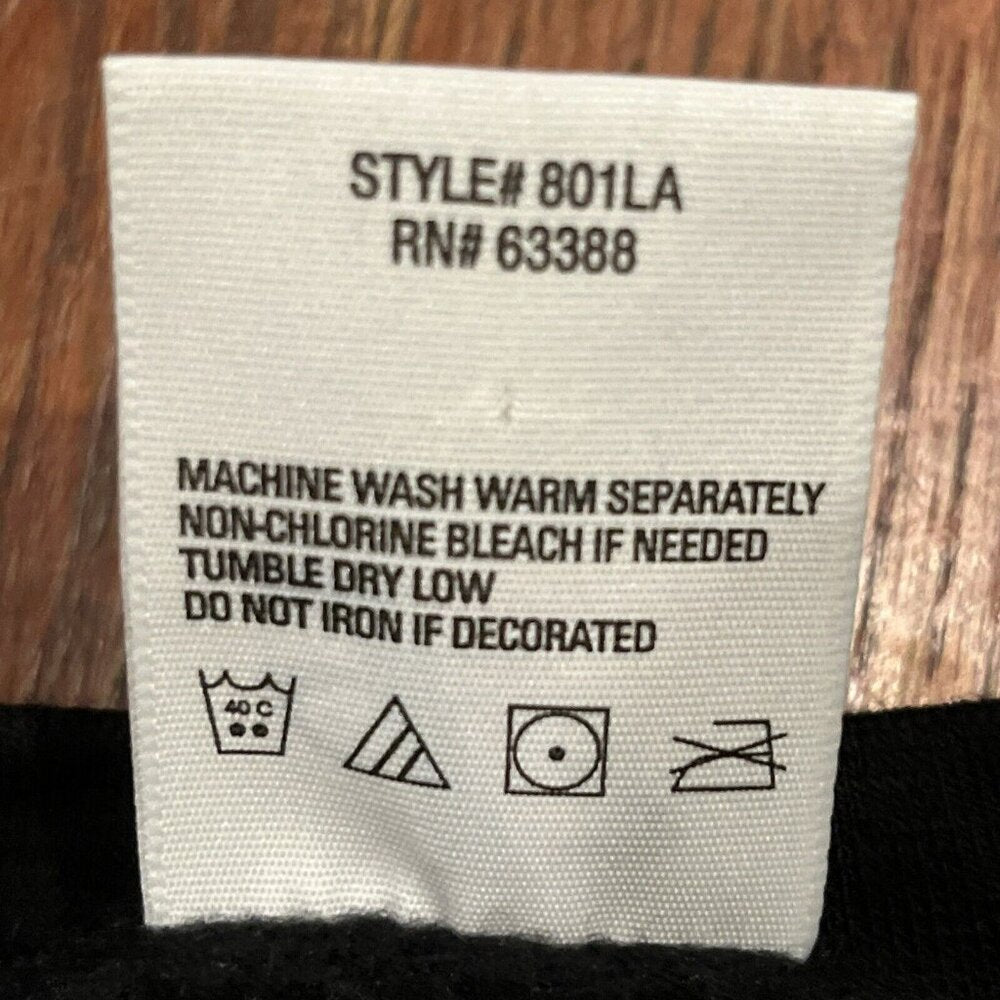 STYLE# 801LA
RN# 63388
MACHINE WASH WARM SEPARATELY
NON-CHLORINE BLEACH IF NEEDED
TUMBLE DRY LOW
DO NOT IRON IF DECORATED
40 C